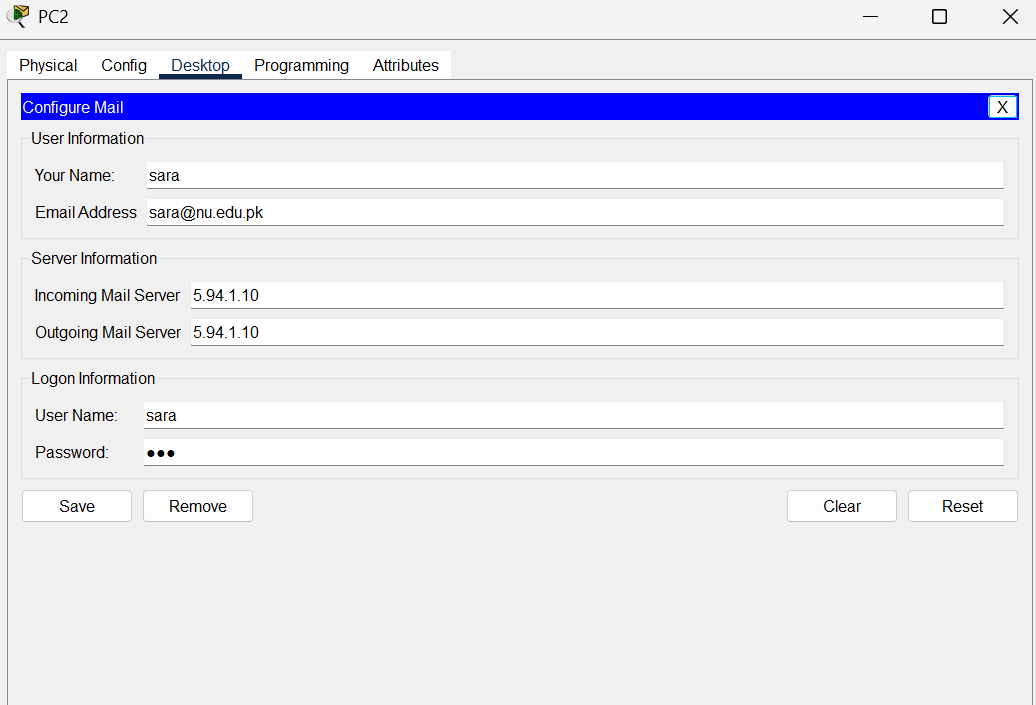 PC2
Physical Config Desktop Programming Attributes
Configure Mail X
User Information
Your Name: sara
Email Address sara@nu.edu.pk
Server Information
Incoming Mail Server 5.94.1.10
Outgoing Mail Server 5.94.1.10
Logon Information
User Name: sara
Password: ●●●
Save Remove Clear Reset